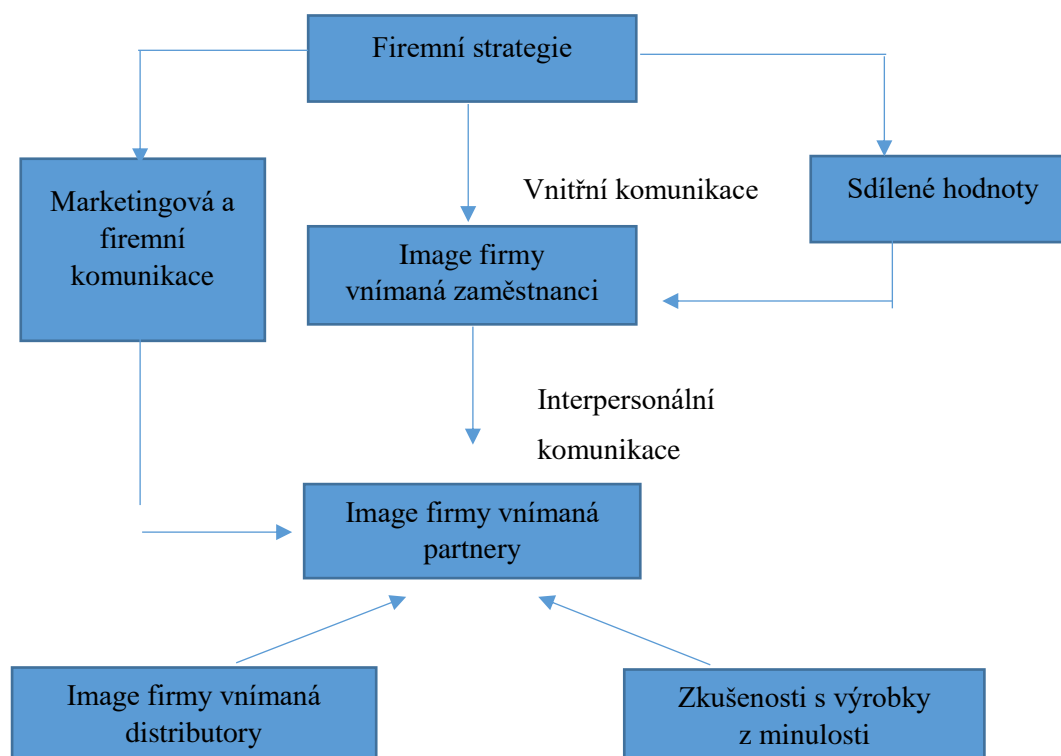 Firemní strategie
Marketingová a
firemní
komunikace
Vnitřní komunikace
Sdílené hodnoty
Image firmy
vnímaná zaměstnanci
Interpersonální
komunikace
Image firmy vnímaná
partnery
Image firmy vnímaná
distributory
Zkušenosti s výrobky
z minulosti